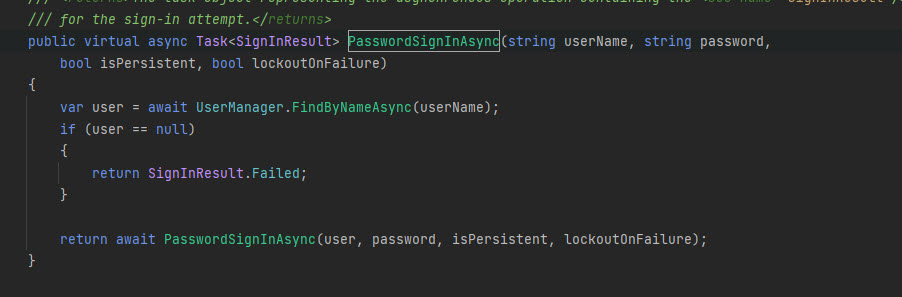 /// for the sign-in attempt.</returns>
public virtual async Task<SignInResult> PasswordSignInAsync(string userName, string password,
    bool isPersistent, bool lockoutOnFailure)
{
    var user = await UserManager.FindByNameAsync(userName);
    if (user == null)
    {
        return SignInResult.Failed;
    }

    return await PasswordSignInAsync(user, password, isPersistent, lockoutOnFailure);
}